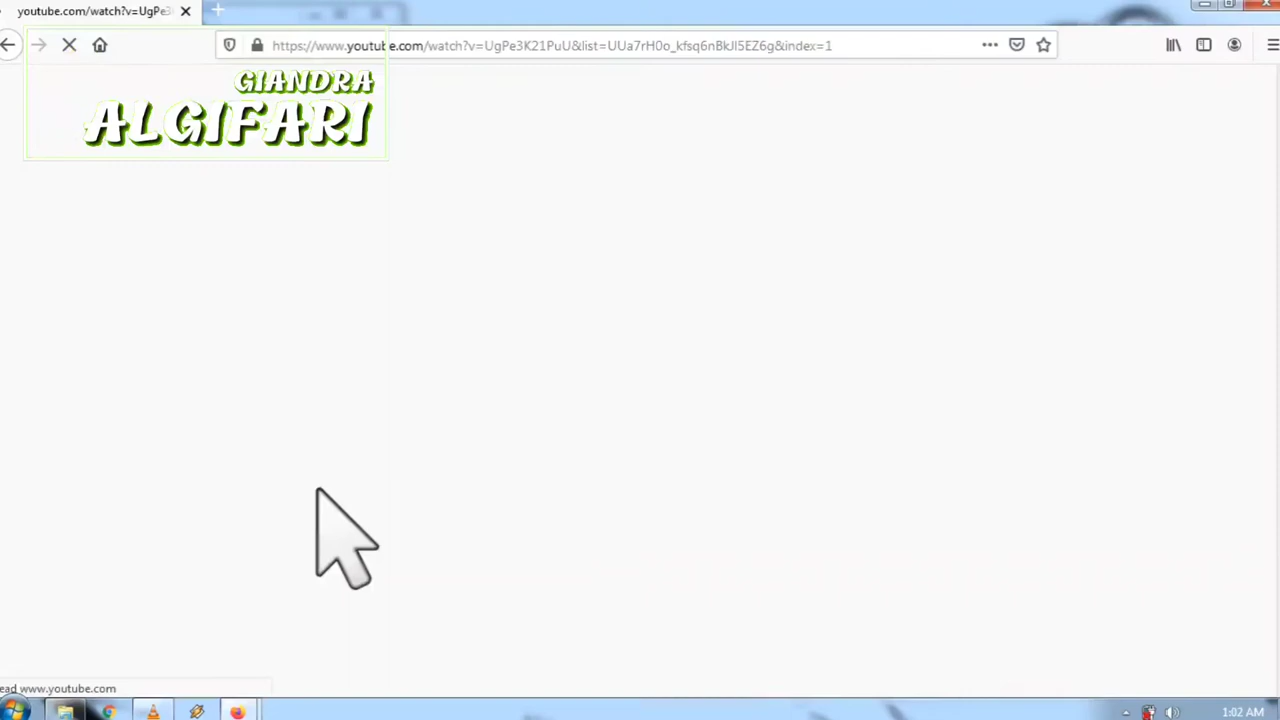 youtube.com/watch?v=UgPe3
https://www.youtube.com/watch?v=UgPe3K21PuU&list=UUa7rH0o_kfsq6nBkJI5EZ6g&index=1
GIANDRA
ALGIFARI
ead www.youtube.com
1:02 AM